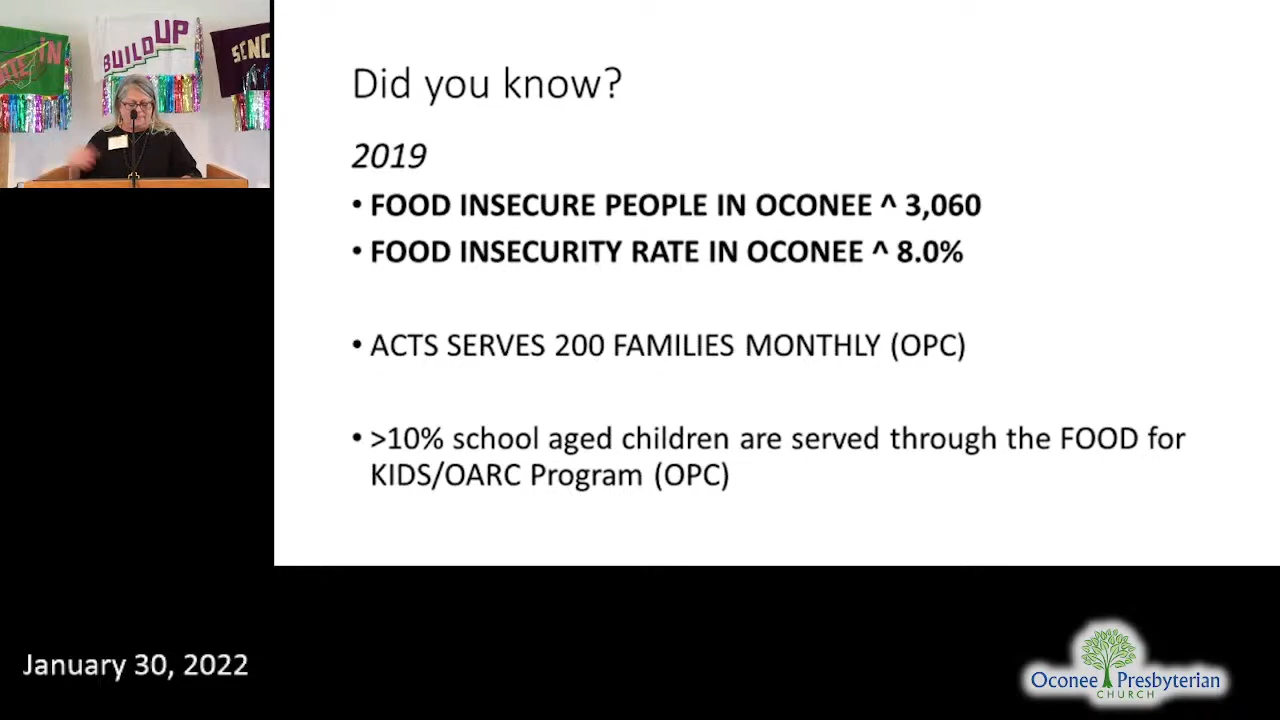 IN
BUILD UP
SEND
Did you know?
2019
• FOOD INSECURE PEOPLE IN OCONEE ^ 3,060
• FOOD INSECURITY RATE IN OCONEE ^ 8.0%
• ACTS SERVES 200 FAMILIES MONTHLY (OPC)
• >10% school aged children are served through the FOOD for
KIDS/OARC Program (OPC)
January 30, 2022
Oconee Presbyterian
CHURCH